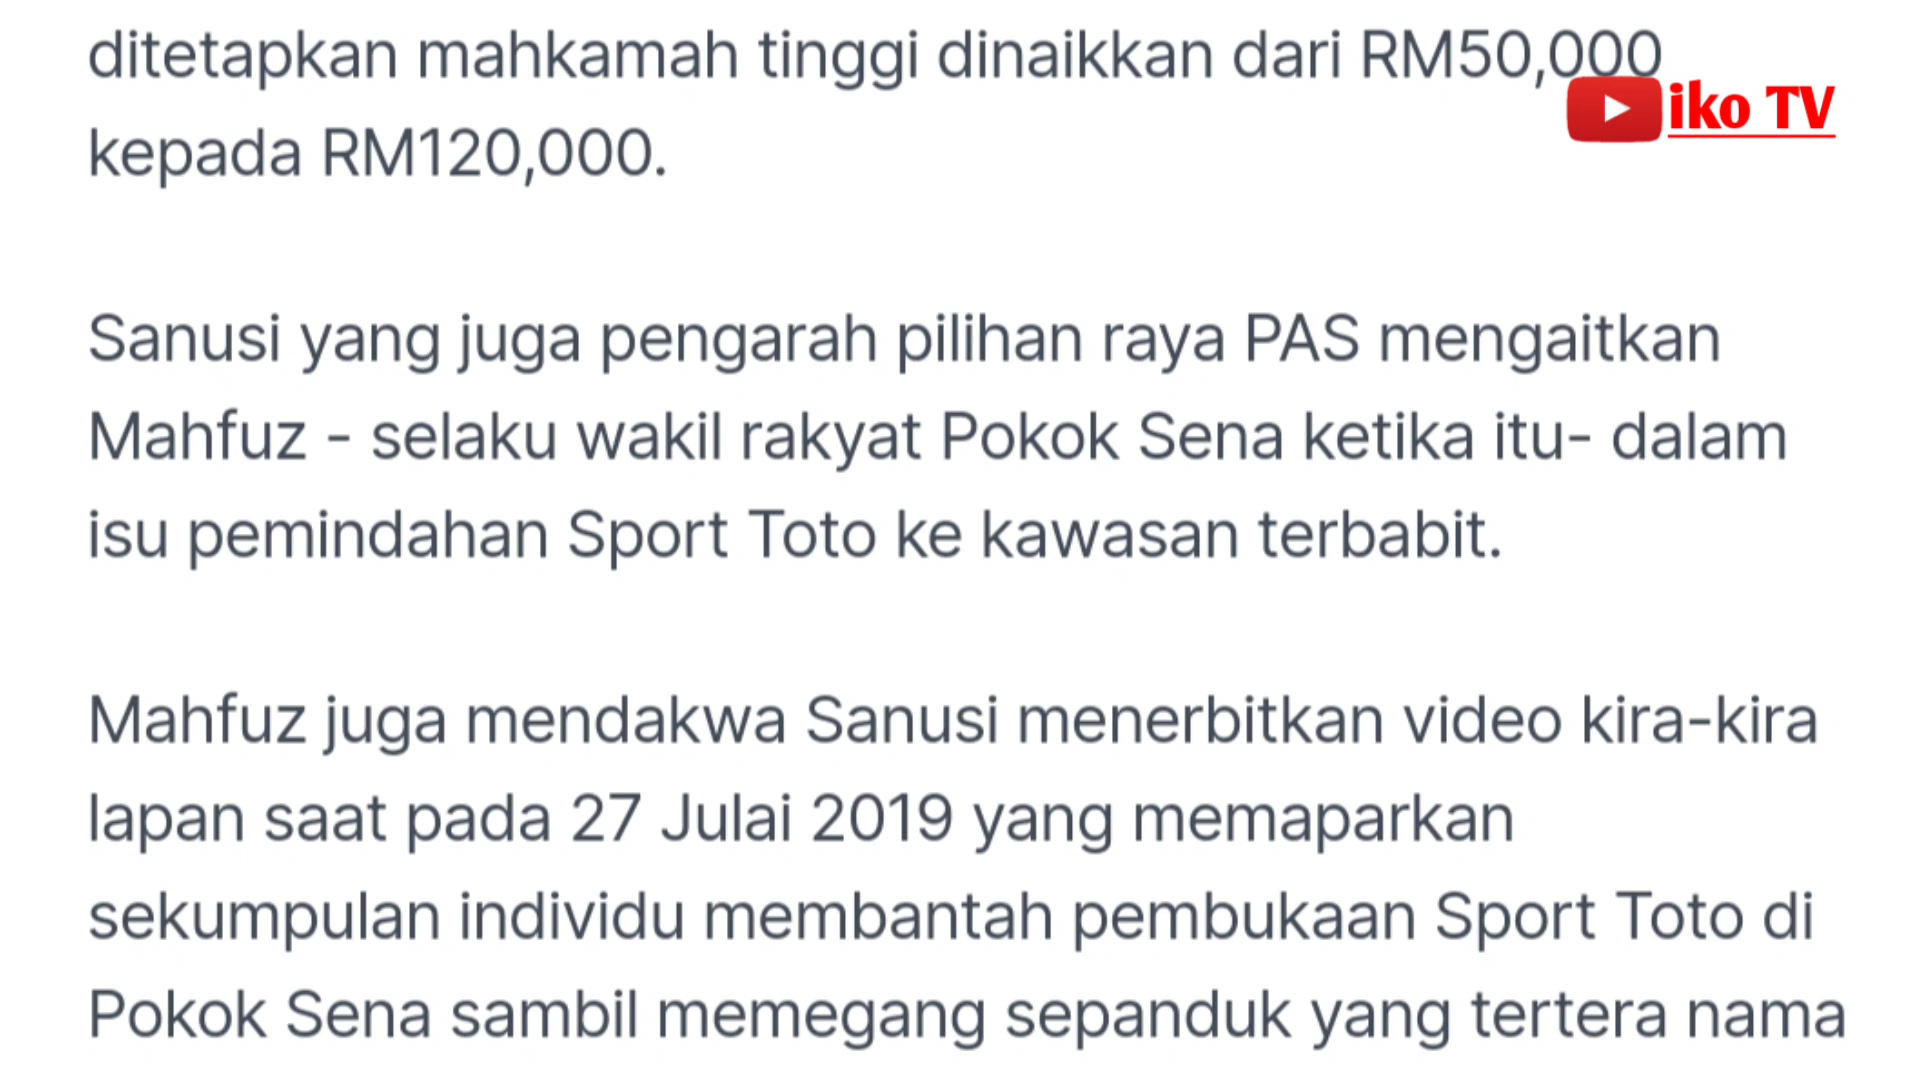 ditetapkan mahkamah tinggi dinaikkan dari RM50,000
iko TV
kepada RM120,000.
Sanusi yang juga pengarah pilihan raya PAS mengaitkan
Mahfuz - selaku wakil rakyat Pokok Sena ketika itu- dalam
isu pemindahan Sport Toto ke kawasan terbabit.
Mahfuz juga mendakwa Sanusi menerbitkan video kira-kira
lapan saat pada 27 Julai 2019 yang memaparkan
sekumpulan individu membantah pembukaan Sport Toto di
Pokok Sena sambil memegang sepanduk yang tertera nama